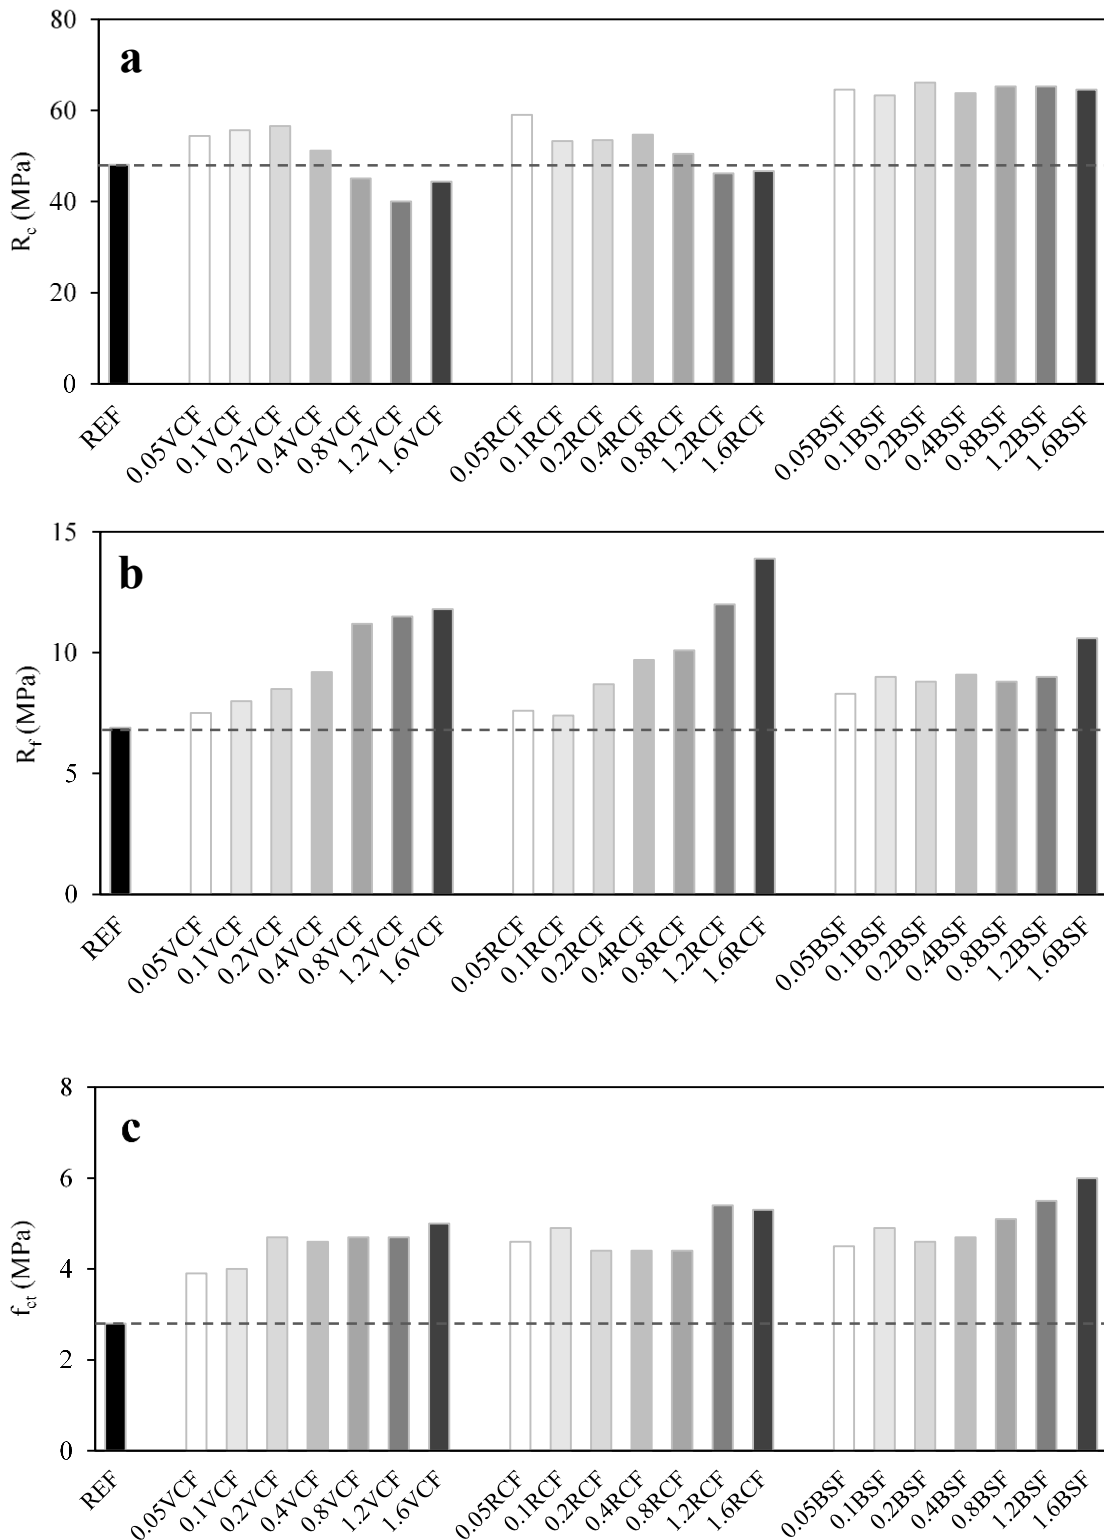 80
a
60
40
20
0
R_c (MPa)
REF
0.05VCF
0.1VCF
0.2VCF
0.4VCF
0.8VCF
1.2VCF
1.6VCF
0.05RCF
0.1RCF
0.2RCF
0.4RCF
0.8RCF
1.2RCF
1.6RCF
0.05BSF
0.1BSF
0.2BSF
0.4BSF
0.8BSF
1.2BSF
1.6BSF
15
b
10
5
0
R_f (MPa)
REF
0.05VCF
0.1VCF
0.2VCF
0.4VCF
0.8VCF
1.2VCF
1.6VCF
0.05RCF
0.1RCF
0.2RCF
0.4RCF
0.8RCF
1.2RCF
1.6RCF
0.05BSF
0.1BSF
0.2BSF
0.4BSF
0.8BSF
1.2BSF
1.6BSF
8
c
6
4
2
0
f_ct (MPa)
REF
0.05VCF
0.1VCF
0.2VCF
0.4VCF
0.8VCF
1.2VCF
1.6VCF
0.05RCF
0.1RCF
0.2RCF
0.4RCF
0.8RCF
1.2RCF
1.6RCF
0.05BSF
0.1BSF
0.2BSF
0.4BSF
0.8BSF
1.2BSF
1.6BSF